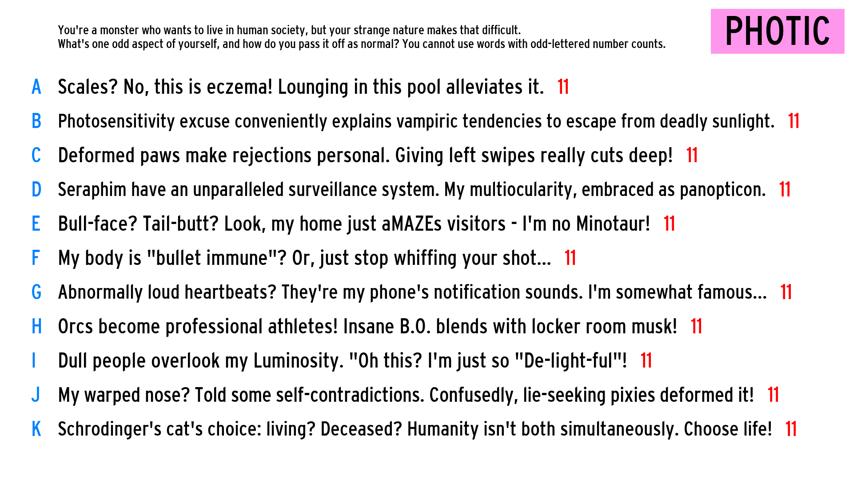 You're a monster who wants to live in human society, but your strange nature makes that difficult.
What's one odd aspect of yourself, and how do you pass it off as normal? You cannot use words with odd-lettered number counts.
PHOTIC
A Scales? No, this is eczema! Lounging in this pool alleviates it. 11
B Photosensitivity excuse conveniently explains vampiric tendencies to escape from deadly sunlight. 11
C Deformed paws make rejections personal. Giving left swipes really cuts deep! 11
D Seraphim have an unparalleled surveillance system. My multiocularity, embraced as panopticon. 11
E Bull-face? Tail-butt? Look, my home just aMAZEs visitors - I'm no Minotaur! 11
F My body is "bullet immune"? Or, just stop whiffing your shot... 11
G Abnormally loud heartbeats? They're my phone's notification sounds. I'm somewhat famous... 11
H Orcs become professional athletes! Insane B.O. blends with locker room musk! 11
I Dull people overlook my Luminosity. "Oh this? I'm just so "De-light-ful"! 11
J My warped nose? Told some self-contradictions. Confusedly, lie-seeking pixies deformed it! 11
K Schrodinger's cat's choice: living? Deceased? Humanity isn't both simultaneously. Choose life! 11